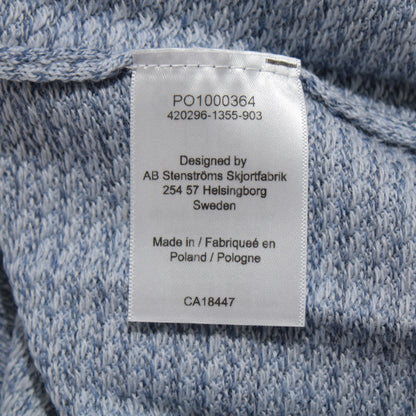 PO1000364
420296-1355-903
Designed by
AB Stenströms Skjortfabrik
254 57 Helsingborg
Sweden
Made in / Fabriqueé en
Poland / Pologne
CA18447